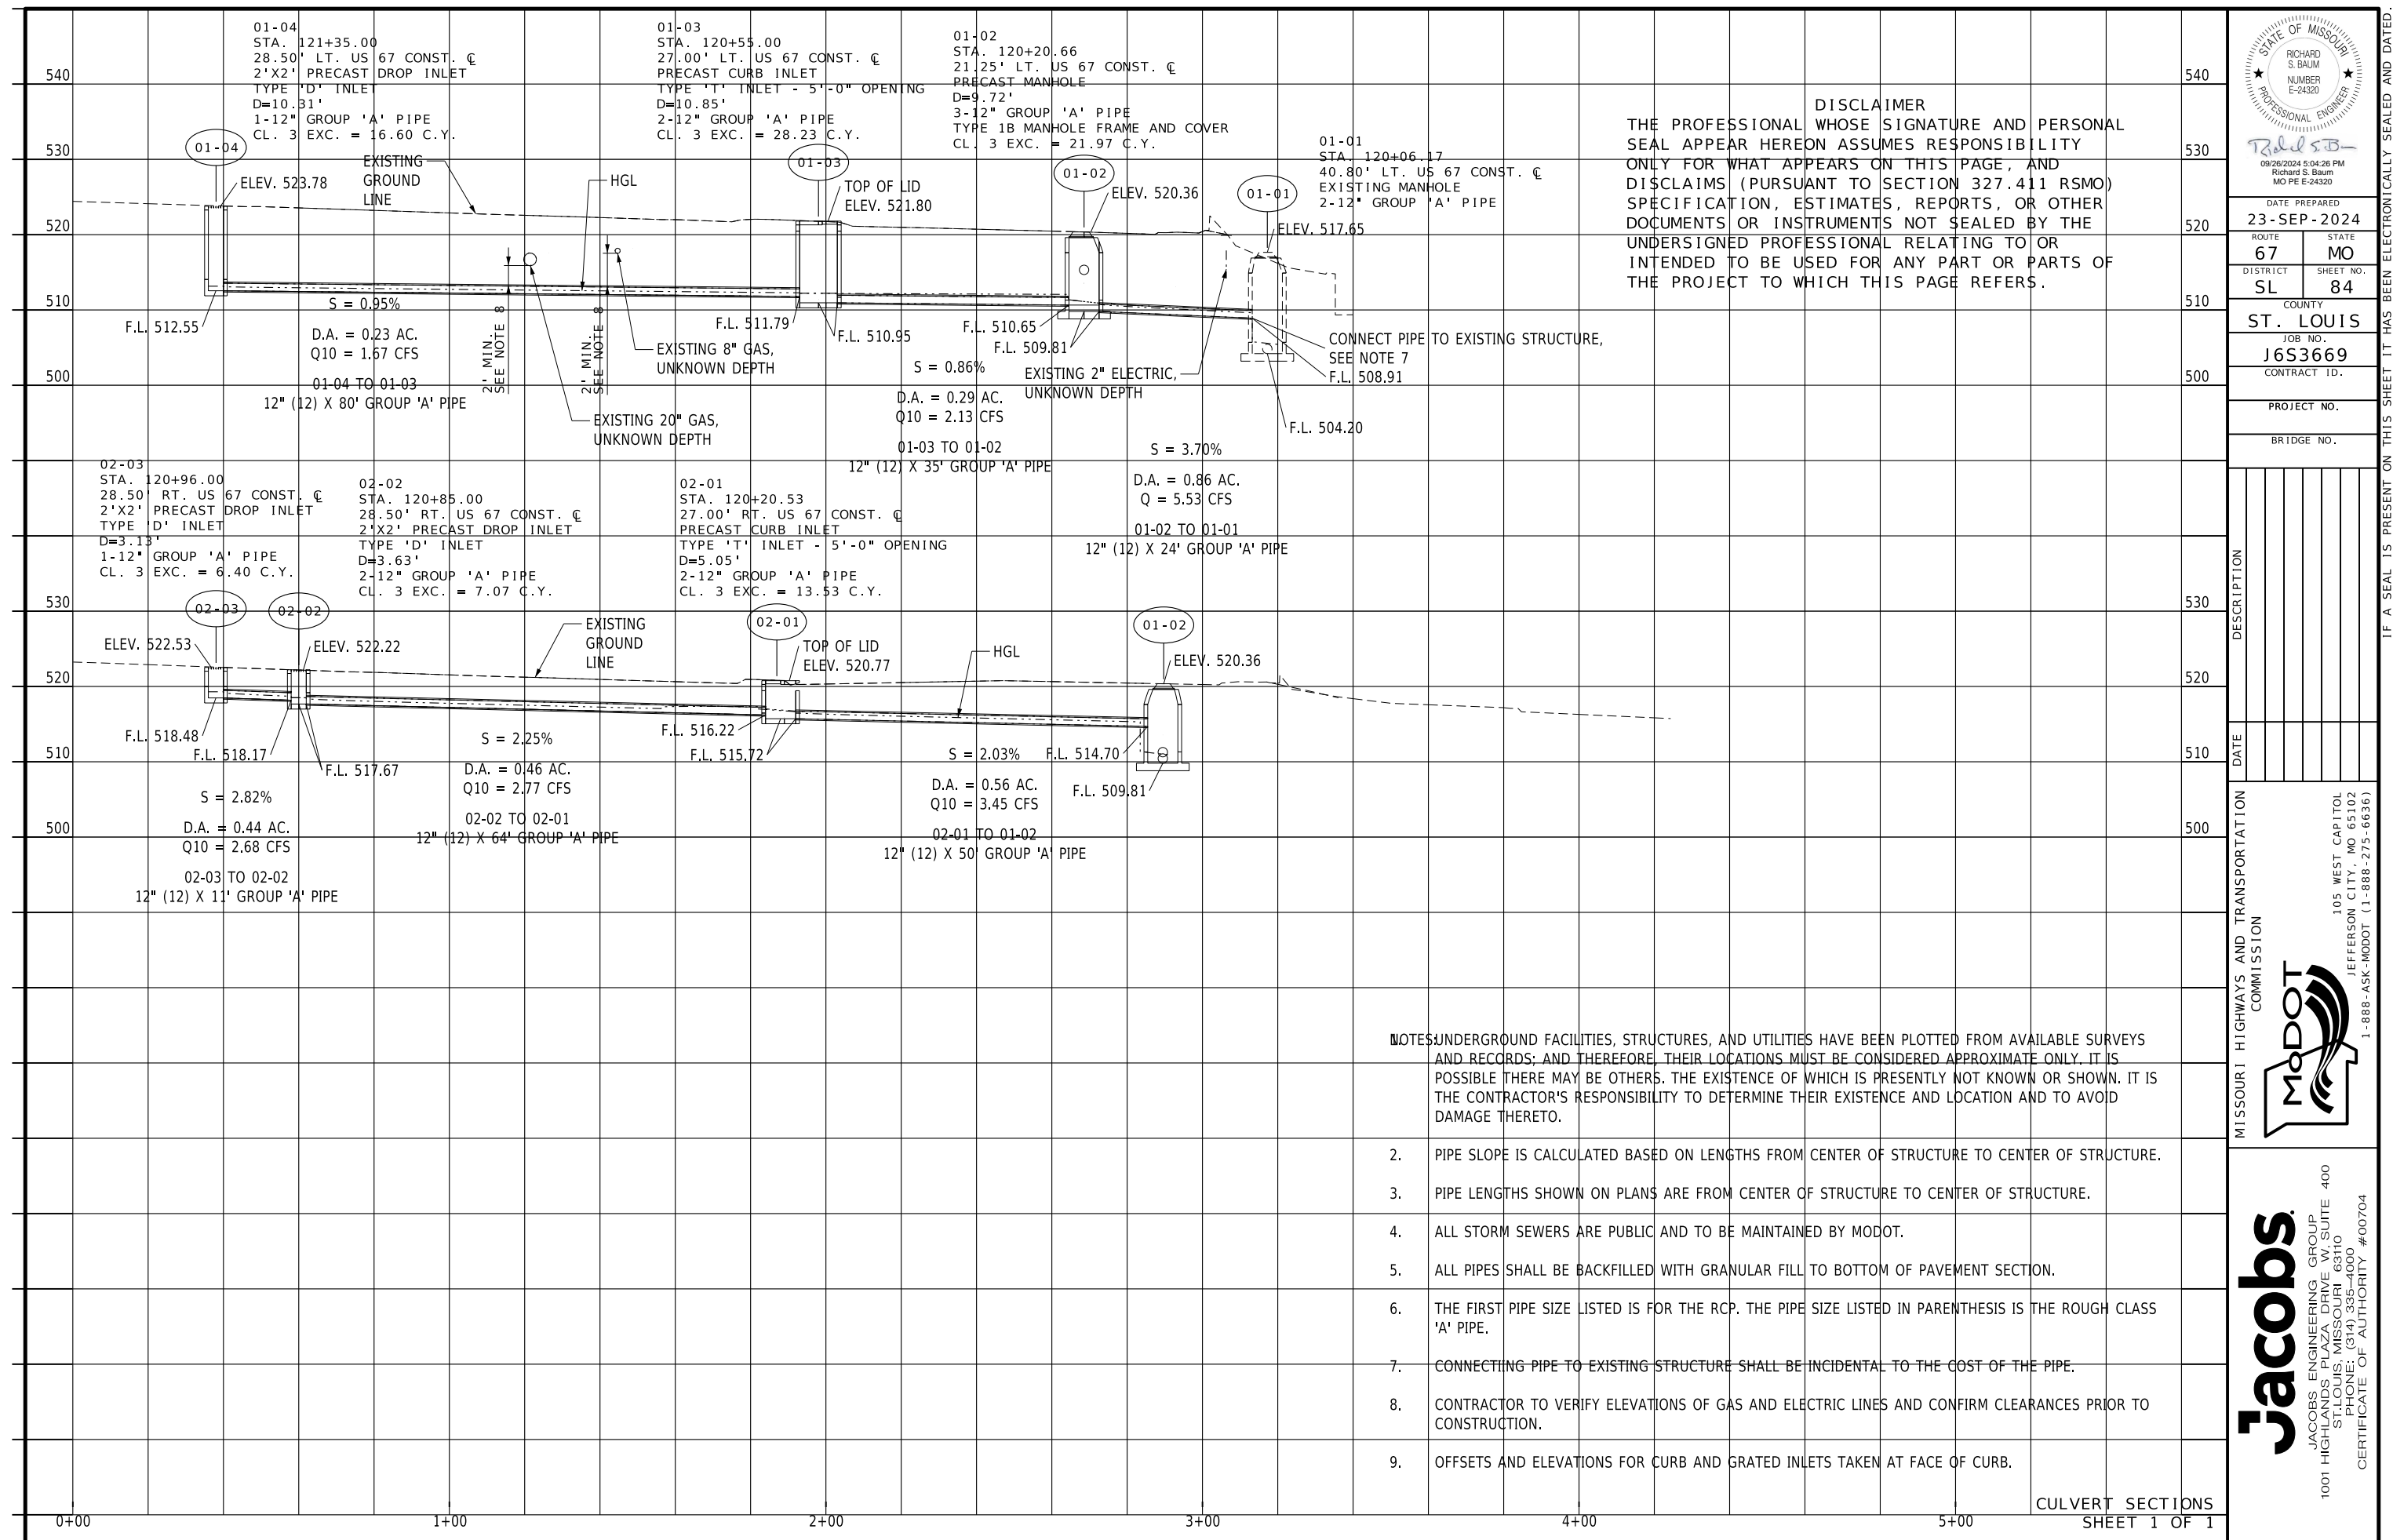 01-04
STA. 121+35.00
28.50' LT. US 67 CONST. ℄
2'X2' PRECAST DROP INLET
TYPE 'D' INLET
D=10.31'
1-12" GROUP 'A' PIPE
CL. 3 EXC. = 16.60 C.Y.
01-03
STA. 120+55.00
27.00' LT. US 67 CONST. ℄
PRECAST CURB INLET
TYPE 'T' INLET - 5'-0" OPENING
D=10.85'
2-12" GROUP 'A' PIPE
CL. 3 EXC. = 28.23 C.Y.
01-02
STA. 120+20.66
21.25' LT. US 67 CONST. ℄
PRECAST MANHOLE
D=9.72'
3-12" GROUP 'A' PIPE
TYPE 1B MANHOLE FRAME AND COVER
CL. 3 EXC. = 21.97 C.Y.
01-01
STA. 120+06.17
40.80' LT. US 67 CONST. ℄
EXISTING MANHOLE
2-12" GROUP 'A' PIPE
DISCLAIMER
THE PROFESSIONAL WHOSE SIGNATURE AND PERSONAL
SEAL APPEAR HEREON ASSUMES RESPONSIBILITY
ONLY FOR WHAT APPEARS ON THIS PAGE, AND
DISCLAIMS (PURSUANT TO SECTION 327.411 RSMO)
SPECIFICATION, ESTIMATES, REPORTS, OR OTHER
DOCUMENTS OR INSTRUMENTS NOT SEALED BY THE
UNDERSIGNED PROFESSIONAL RELATING TO OR
INTENDED TO BE USED FOR ANY PART OR PARTS OF
THE PROJECT TO WHICH THIS PAGE REFERS.
540
530
520
510
500
540
530
520
510
500
01-04
01-03
01-02
01-01
ELEV. 523.78
EXISTING
GROUND
LINE
HGL
TOP OF LID
ELEV. 521.80
ELEV. 520.36
ELEV. 517.65
F.L. 512.55
S = 0.95%
D.A. = 0.23 AC.
Q10 = 1.67 CFS
01-04 TO 01-03
12" (12) X 80' GROUP 'A' PIPE
2' MIN.
SEE NOTE 8
2' MIN.
SEE NOTE 8
EXISTING 8" GAS,
UNKNOWN DEPTH
EXISTING 20" GAS,
UNKNOWN DEPTH
F.L. 511.79
F.L. 510.95
F.L. 510.65
F.L. 509.81
S = 0.86%
D.A. = 0.29 AC.
Q10 = 2.13 CFS
01-03 TO 01-02
12" (12) X 35' GROUP 'A' PIPE
EXISTING 2" ELECTRIC,
UNKNOWN DEPTH
CONNECT PIPE TO EXISTING STRUCTURE,
SEE NOTE 7
F.L. 508.91
F.L. 504.20
S = 3.70%
D.A. = 0.86 AC.
Q = 5.53 CFS
01-02 TO 01-01
12" (12) X 24' GROUP 'A' PIPE
02-03
STA. 120+96.00
28.50' RT. US 67 CONST. ℄
2'X2' PRECAST DROP INLET
TYPE 'D' INLET
D=3.13'
1-12" GROUP 'A' PIPE
CL. 3 EXC. = 6.40 C.Y.
02-02
STA. 120+85.00
28.50' RT. US 67 CONST. ℄
2'X2' PRECAST DROP INLET
TYPE 'D' INLET
D=3.63'
2-12" GROUP 'A' PIPE
CL. 3 EXC. = 7.07 C.Y.
02-01
STA. 120+20.53
27.00' RT. US 67 CONST. ℄
PRECAST CURB INLET
TYPE 'T' INLET - 5'-0" OPENING
D=5.05'
2-12" GROUP 'A' PIPE
CL. 3 EXC. = 13.53 C.Y.
530
520
510
500
530
520
510
500
02-03
02-02
02-01
01-02
ELEV. 522.53
ELEV. 522.22
EXISTING
GROUND
LINE
TOP OF LID
ELEV. 520.77
HGL
ELEV. 520.36
F.L. 518.48
F.L. 518.17
F.L. 517.67
F.L. 516.22
F.L. 515.72
F.L. 514.70
F.L. 509.81
S = 2.82%
D.A. = 0.44 AC.
Q10 = 2.68 CFS
02-03 TO 02-02
12" (12) X 11' GROUP 'A' PIPE
S = 2.25%
D.A. = 0.46 AC.
Q10 = 2.77 CFS
02-02 TO 02-01
12" (12) X 64' GROUP 'A' PIPE
S = 2.03%
D.A. = 0.56 AC.
Q10 = 3.45 CFS
02-01 TO 01-02
12" (12) X 50' GROUP 'A' PIPE
NOTES:
1. UNDERGROUND FACILITIES, STRUCTURES, AND UTILITIES HAVE BEEN PLOTTED FROM AVAILABLE SURVEYS
AND RECORDS; AND THEREFORE, THEIR LOCATIONS MUST BE CONSIDERED APPROXIMATE ONLY. IT IS
POSSIBLE THERE MAY BE OTHERS. THE EXISTENCE OF WHICH IS PRESENTLY NOT KNOWN OR SHOWN. IT IS
THE CONTRACTOR'S RESPONSIBILITY TO DETERMINE THEIR EXISTENCE AND LOCATION AND TO AVOID
DAMAGE THERETO.
2. PIPE SLOPE IS CALCULATED BASED ON LENGTHS FROM CENTER OF STRUCTURE TO CENTER OF STRUCTURE.
3. PIPE LENGTHS SHOWN ON PLANS ARE FROM CENTER OF STRUCTURE TO CENTER OF STRUCTURE.
4. ALL STORM SEWERS ARE PUBLIC AND TO BE MAINTAINED BY MODOT.
5. ALL PIPES SHALL BE BACKFILLED WITH GRANULAR FILL TO BOTTOM OF PAVEMENT SECTION.
6. THE FIRST PIPE SIZE LISTED IS FOR THE RCP. THE PIPE SIZE LISTED IN PARENTHESIS IS THE ROUGH CLASS
'A' PIPE.
7. CONNECTIING PIPE TO EXISTING STRUCTURE SHALL BE INCIDENTAL TO THE COST OF THE PIPE.
8. CONTRACTOR TO VERIFY ELEVATIONS OF GAS AND ELECTRIC LINES AND CONFIRM CLEARANCES PRIOR TO
CONSTRUCTION.
9. OFFSETS AND ELEVATIONS FOR CURB AND GRATED INLETS TAKEN AT FACE OF CURB.
0+00
1+00
2+00
3+00
4+00
5+00
CULVERT SECTIONS
SHEET 1 OF 1
STATE OF MISSOURI
RICHARD
S. BAUM
NUMBER
E-24320
PROFESSIONAL ENGINEER
09/26/2024 5:04:26 PM
Richard S. Baum
MO PE E-24320
DATE PREPARED
23-SEP-2024
ROUTE
67
STATE
MO
DISTRICT
SL
SHEET NO.
84
COUNTY
ST. LOUIS
JOB NO.
J6S3669
CONTRACT ID.
PROJECT NO.
BRIDGE NO.
DESCRIPTION
DATE
MISSOURI HIGHWAYS AND TRANSPORTATION
COMMISSION
MODOT
105 WEST CAPITOL
JEFFERSON CITY, MO 65102
1-888-ASK-MODOT (1-888-275-6636)
Jacobs
JACOBS ENGINEERING GROUP
1001 HIGHLANDS PLAZA DRIVE W, SUITE 400
ST.LOUIS, MISSOURI 63110
PHONE: (314) 335-4000
CERTIFICATE OF AUTHORITY #00704
IF A SEAL IS PRESENT ON THIS SHEET IT HAS BEEN ELECTRONICALLY SEALED AND DATED.